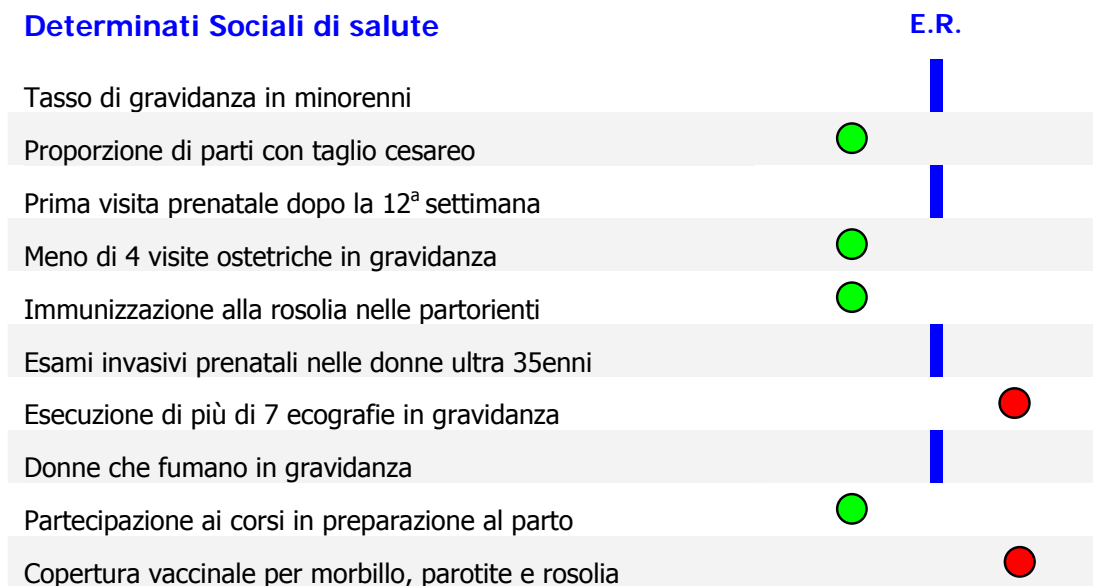 Determinati Sociali di salute E.R.
Tasso di gravidanza in minorenni
Proporzione di parti con taglio cesareo
Prima visita prenatale dopo la 12ª settimana
Meno di 4 visite ostetriche in gravidanza
Immunizzazione alla rosolia nelle partorienti
Esami invasivi prenatali nelle donne ultra 35enni
Esecuzione di più di 7 ecografie in gravidanza
Donne che fumano in gravidanza
Partecipazione ai corsi in preparazione al parto
Copertura vaccinale per morbillo, parotite e rosolia